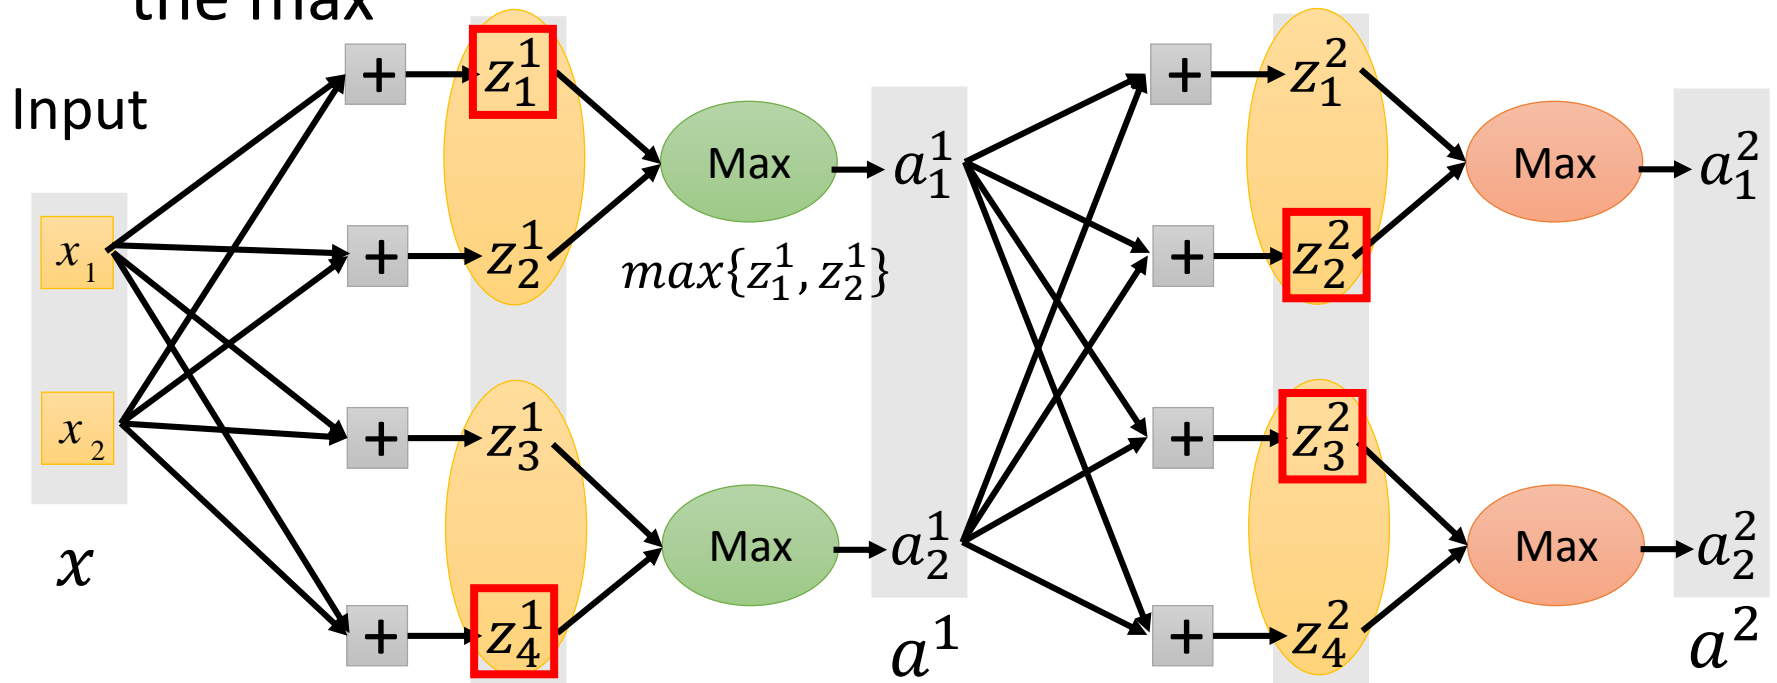 the max
Input
+ z_1^1
+ z_2^1
+ z_3^1
+ z_4^1
x_1
x_2
x
Max
max{z_1^1, z_2^1}
Max
a_1^1
a_2^1
a^1
+ z_1^2
+ z_2^2
+ z_3^2
+ z_4^2
Max
Max
a_1^2
a_2^2
a^2